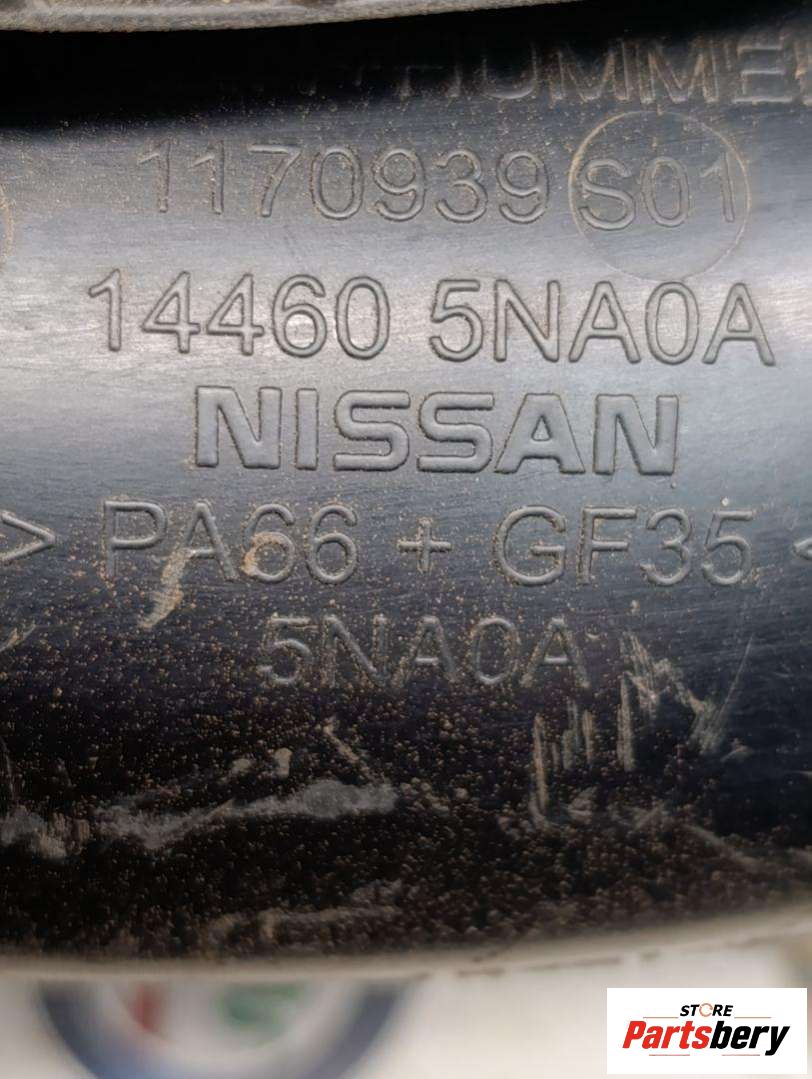 1170939 S01
14460 5NA0A
NISSAN
> PA66 + GF35 <
5NA0A
STORE
Partsbery